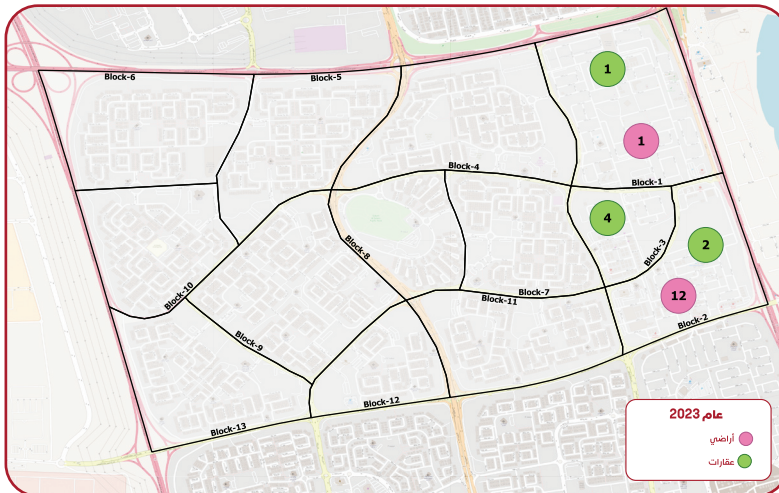 Block-6
Block-5
1
1
Block-4
Block-1
4
Block-3
2
Block-8
Block-7
Block-11
12
Block-10
Block-2
Block-9
Block-12
Block-13
عام 2023
أراضي
عقارات